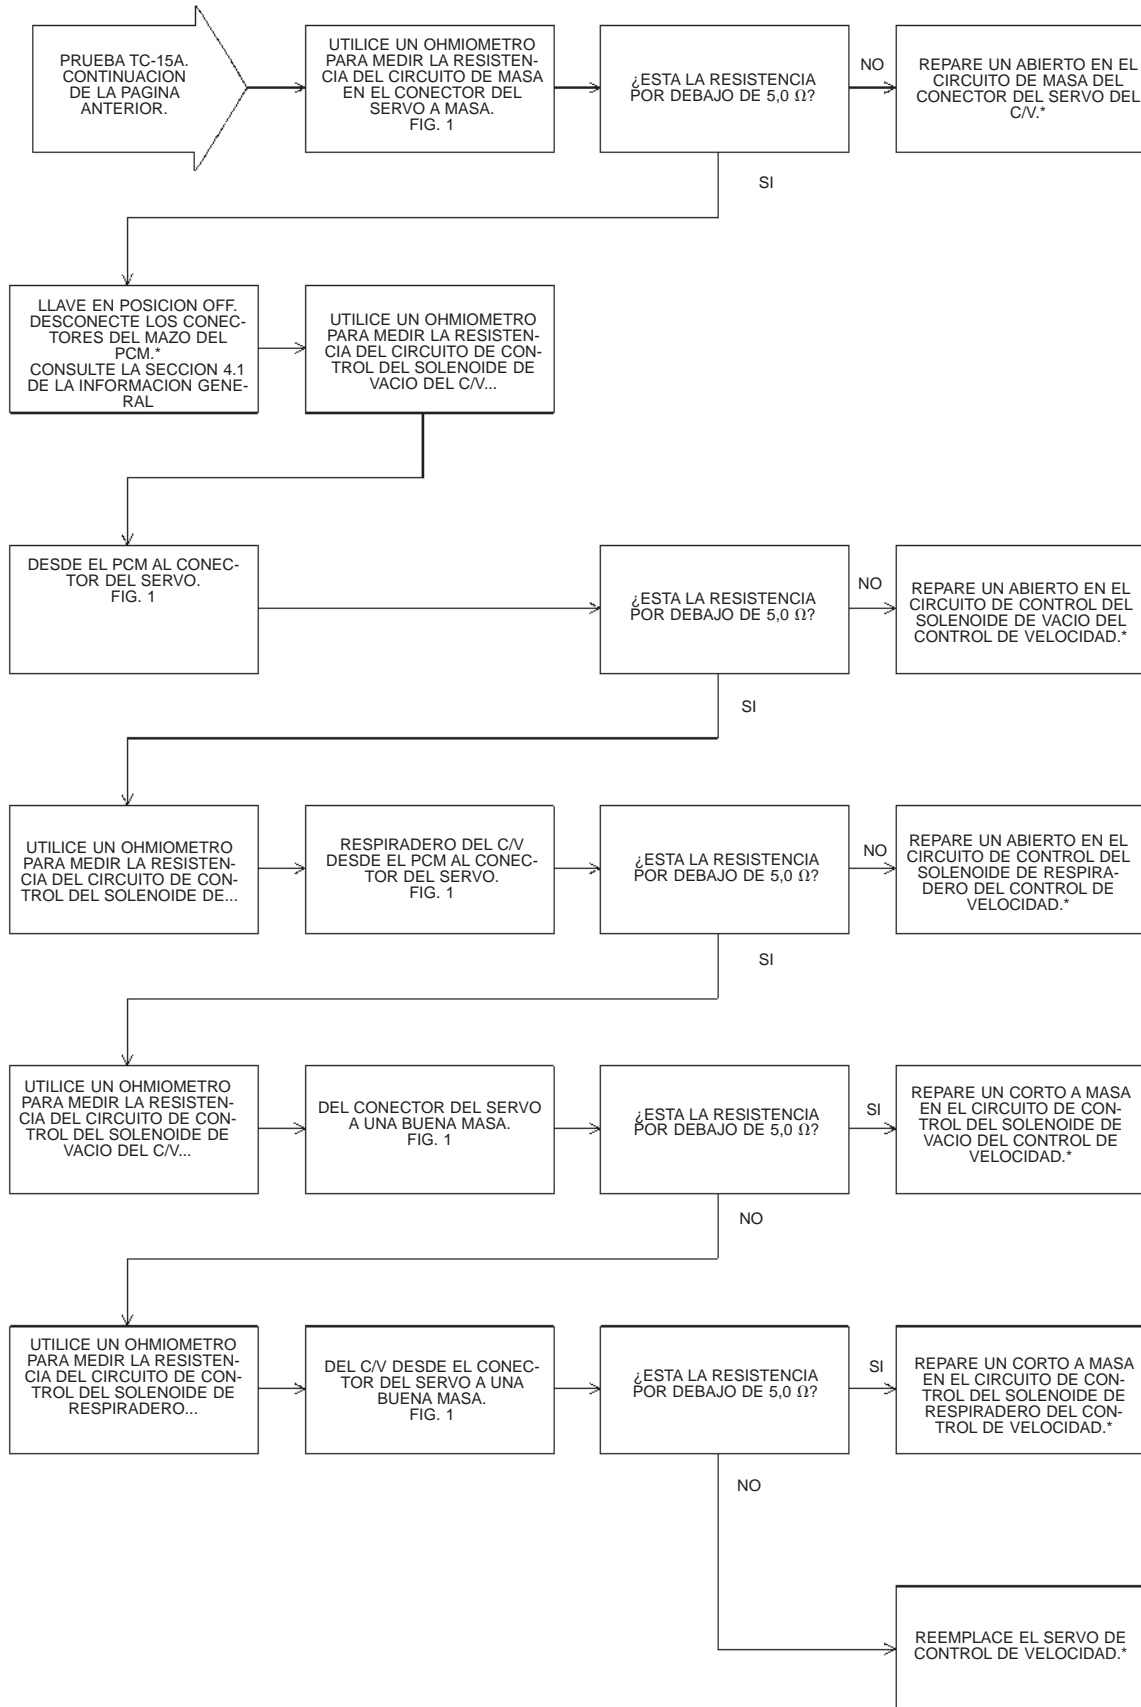 PRUEBA TC-15A.
CONTINUACION
DE LA PAGINA
ANTERIOR.
UTILICE UN OHMIOMETRO
PARA MEDIR LA RESISTEN-
CIA DEL CIRCUITO DE MASA
EN EL CONECTOR DEL
SERVO A MASA.
FIG. 1
¿ESTA LA RESISTENCIA
POR DEBAJO DE 5,0 Ω?
NO
REPARE UN ABIERTO EN EL
CIRCUITO DE MASA DEL
CONECTOR DEL SERVO DEL
C/V.*
SI
LLAVE EN POSICION OFF.
DESCONECTE LOS CONEC-
TORES DEL MAZO DEL
PCM.*
CONSULTE LA SECCION 4.1
DE LA INFORMACION GENE-
RAL
UTILICE UN OHMIOMETRO
PARA MEDIR LA RESISTEN-
CIA DEL CIRCUITO DE CON-
TROL DEL SOLENOIDE DE
VACIO DEL C/V...
DESDE EL PCM AL CONEC-
TOR DEL SERVO.
FIG. 1
¿ESTA LA RESISTENCIA
POR DEBAJO DE 5,0 Ω?
NO
REPARE UN ABIERTO EN EL
CIRCUITO DE CONTROL DEL
SOLENOIDE DE VACIO DEL
CONTROL DE VELOCIDAD.*
SI
UTILICE UN OHMIOMETRO
PARA MEDIR LA RESISTEN-
CIA DEL CIRCUITO DE CON-
TROL DEL SOLENOIDE DE...
RESPIRADERO DEL C/V
DESDE EL PCM AL CONEC-
TOR DEL SERVO.
FIG. 1
¿ESTA LA RESISTENCIA
POR DEBAJO DE 5,0 Ω?
NO
REPARE UN ABIERTO EN EL
CIRCUITO DE CONTROL DEL
SOLENOIDE DE RESPIRA-
DERO DEL CONTROL DE
VELOCIDAD.*
SI
UTILICE UN OHMIOMETRO
PARA MEDIR LA RESISTEN-
CIA DEL CIRCUITO DE CON-
TROL DEL SOLENOIDE DE
VACIO DEL C/V...
DEL CONECTOR DEL SERVO
A UNA BUENA MASA.
FIG. 1
¿ESTA LA RESISTENCIA
POR DEBAJO DE 5,0 Ω?
SI
REPARE UN CORTO A MASA
EN EL CIRCUITO DE CON-
TROL DEL SOLENOIDE DE
VACIO DEL CONTROL DE
VELOCIDAD.*
NO
UTILICE UN OHMIOMETRO
PARA MEDIR LA RESISTEN-
CIA DEL CIRCUITO DE CON-
TROL DEL SOLENOIDE DE
RESPIRADERO...
DEL C/V DESDE EL CONEC-
TOR DEL SERVO A UNA
BUENA MASA.
FIG. 1
¿ESTA LA RESISTENCIA
POR DEBAJO DE 5,0 Ω?
SI
REPARE UN CORTO A MASA
EN EL CIRCUITO DE CON-
TROL DEL SOLENOIDE DE
RESPIRADERO DEL CON-
TROL DE VELOCIDAD.*
NO
REEMPLACE EL SERVO DE
CONTROL DE VELOCIDAD.*